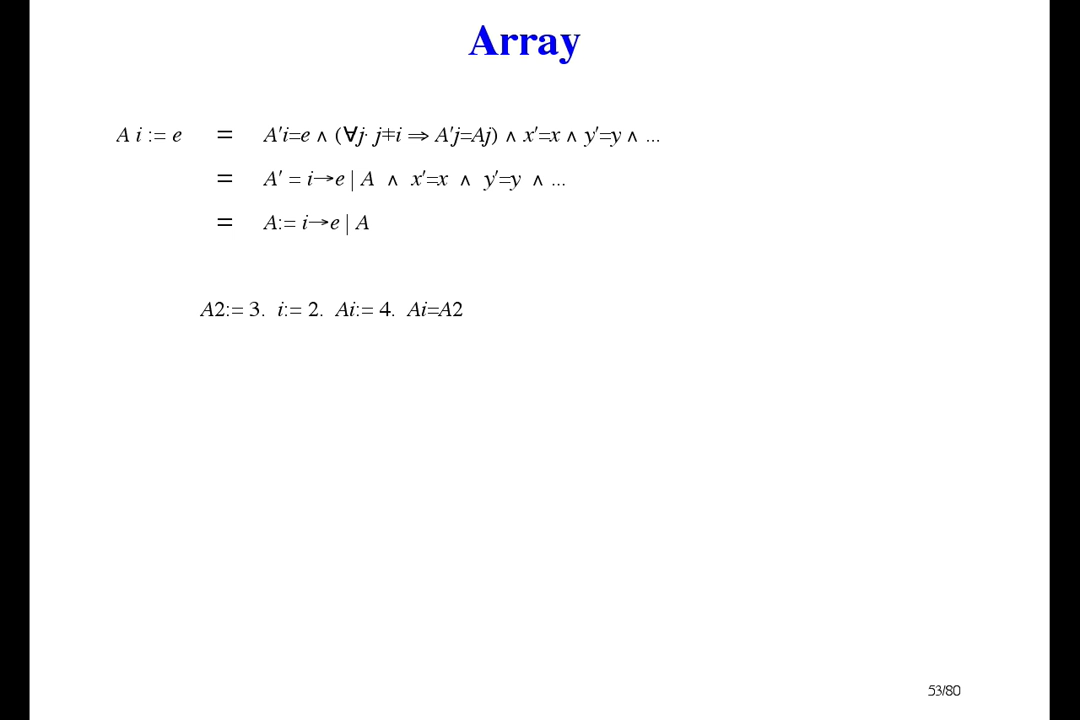 Array
A i := e = A′i=e ∧ (∀j· j⧧i ⇒ A′j=Aj) ∧ x′=x ∧ y′=y ∧ ...
= A′ = i→e | A ∧ x′=x ∧ y′=y ∧ ...
= A:= i→e | A
A2:= 3. i:= 2. Ai:= 4. Ai=A2
53/80